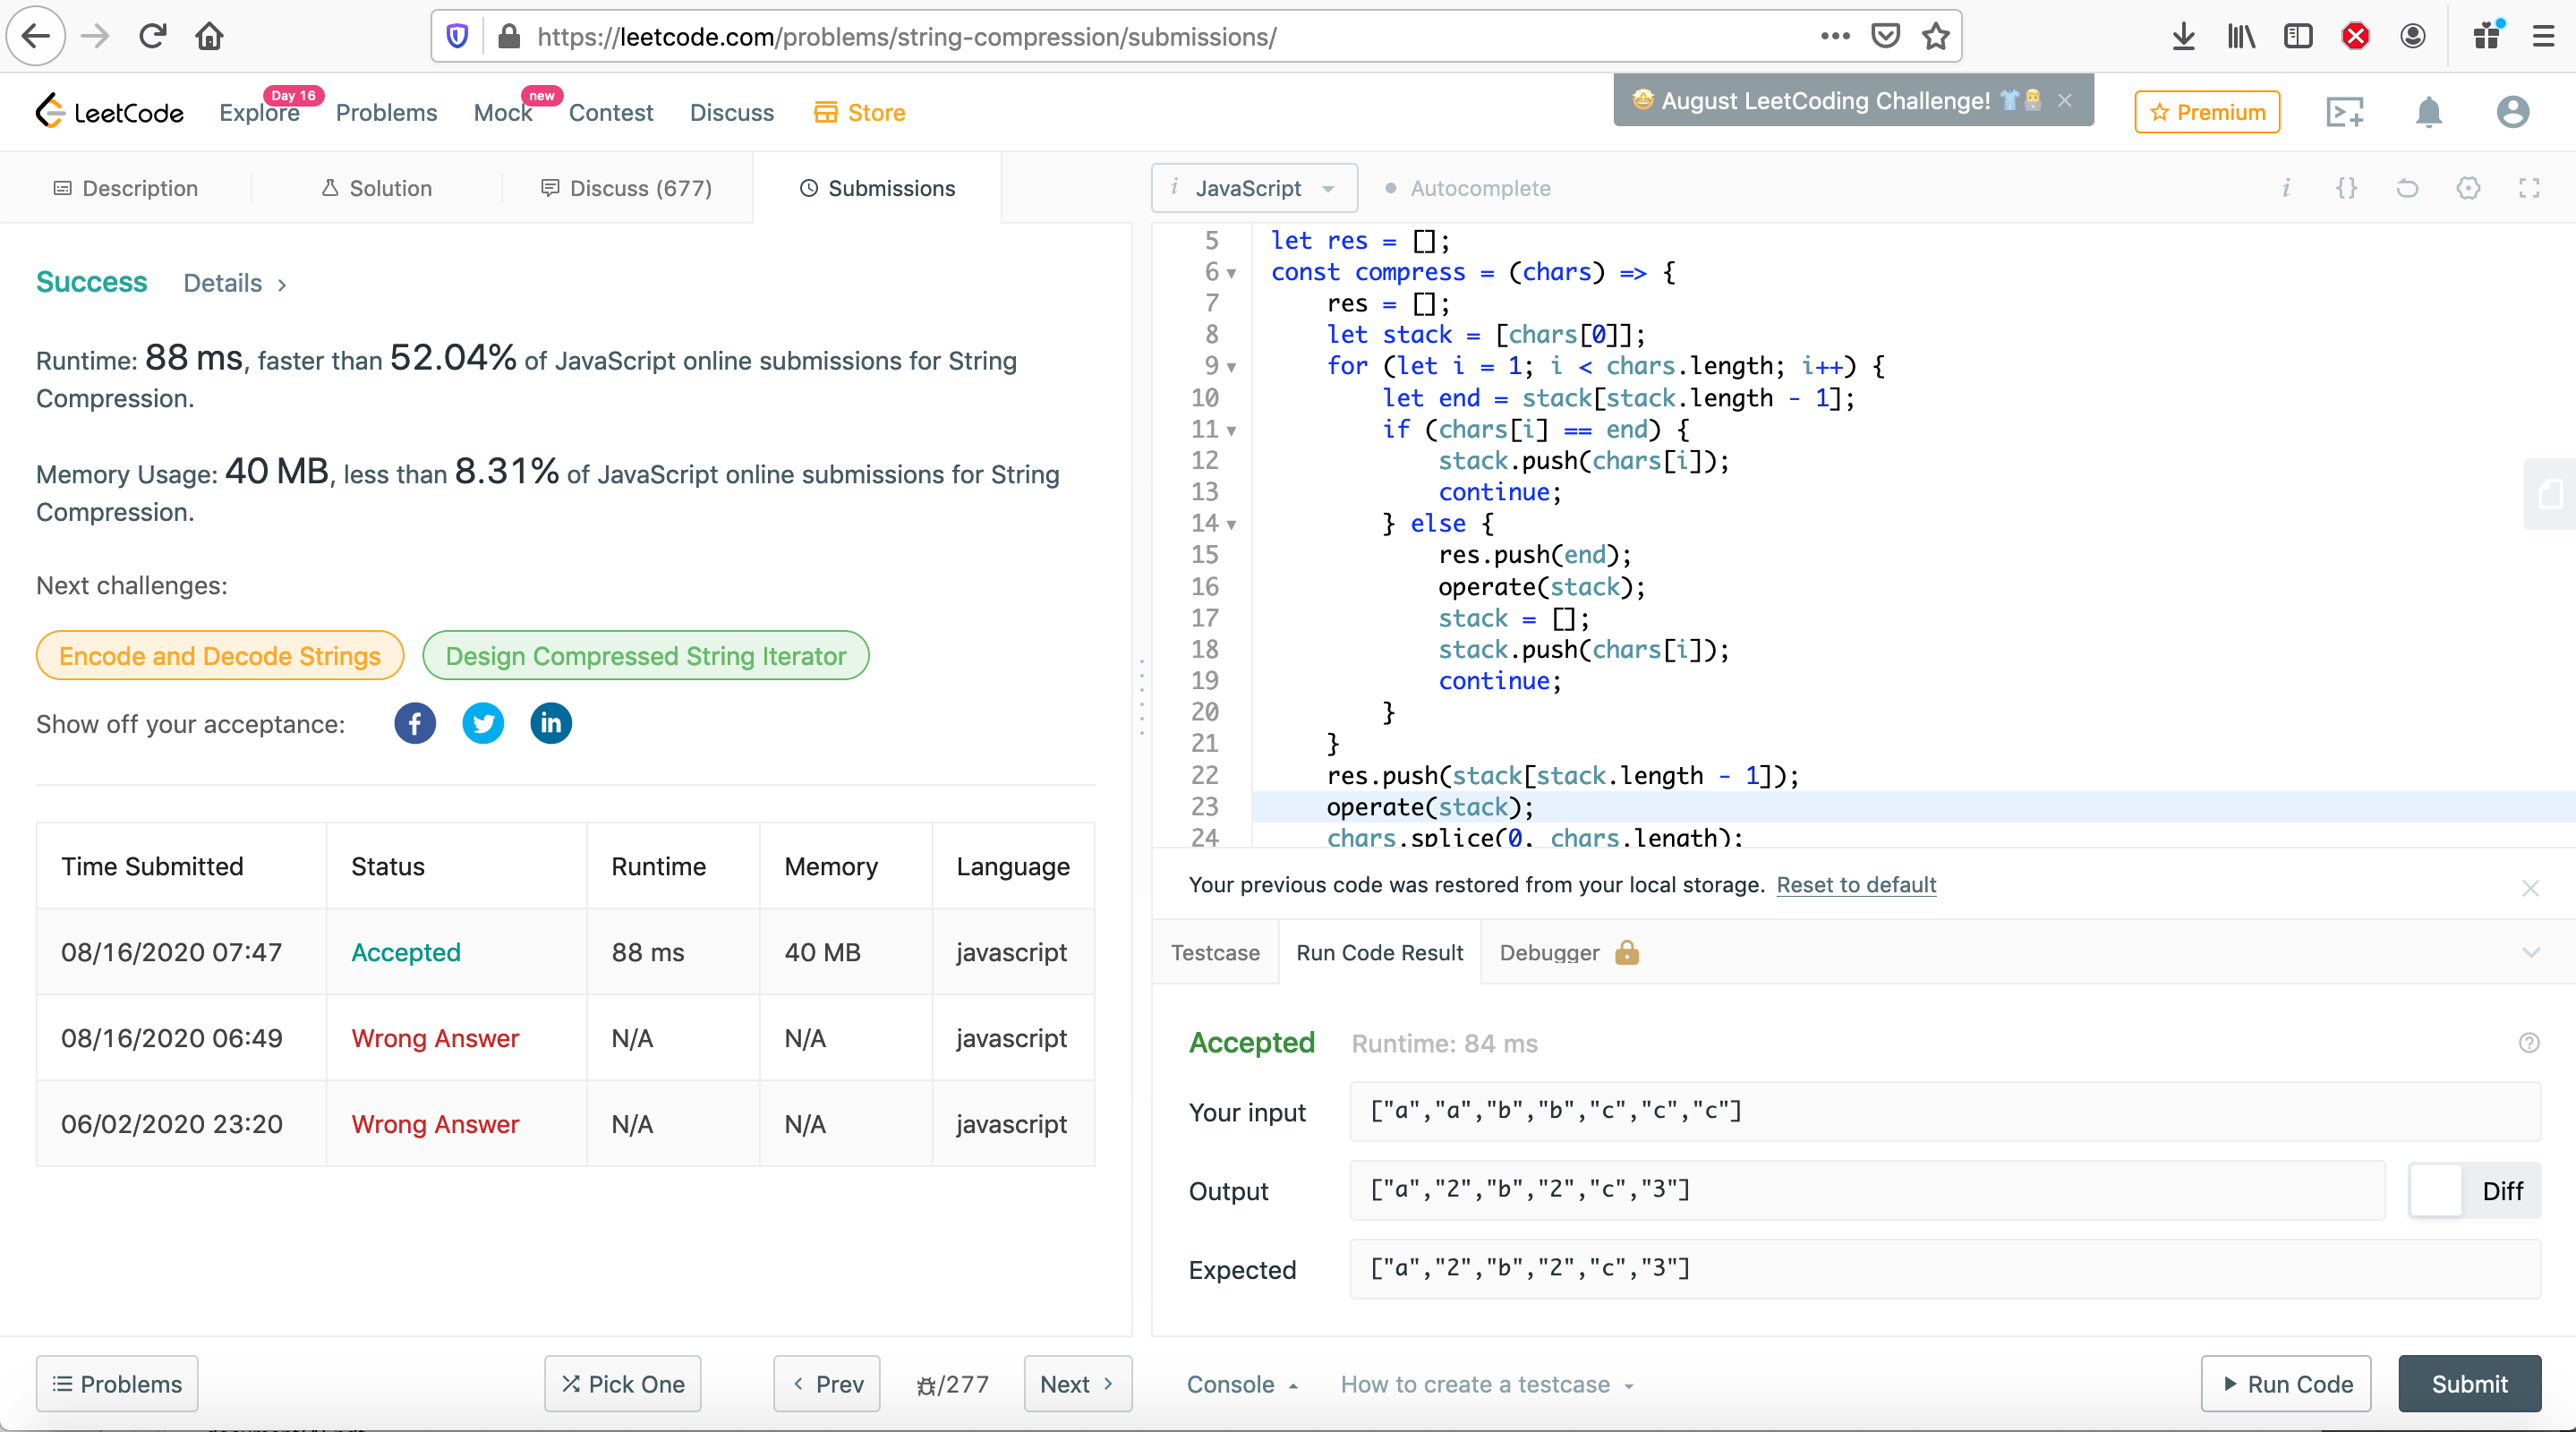 https://leetcode.com/problems/string-compression/submissions/
LeetCode
Explore
Day 16
Problems
Mock
new
Contest
Discuss
Store
🤩 August LeetCoding Challenge! 👕
Premium
Description
Solution
Discuss (677)
Submissions
Success
Details
Runtime: 88 ms, faster than 52.04% of JavaScript online submissions for String
Compression.
Memory Usage: 40 MB, less than 8.31% of JavaScript online submissions for String
Compression.
Next challenges:
Encode and Decode Strings
Design Compressed String Iterator
Show off your acceptance:
Time Submitted Status Runtime Memory Language
08/16/2020 07:47 Accepted 88 ms 40 MB javascript
08/16/2020 06:49 Wrong Answer N/A N/A javascript
06/02/2020 23:20 Wrong Answer N/A N/A javascript
Problems
Pick One
Prev
/277
Next
i JavaScript
Autocomplete
5 let res = [];
6 const compress = (chars) => {
7 res = [];
8 let stack = [chars[0]];
9 for (let i = 1; i < chars.length; i++) {
10 let end = stack[stack.length - 1];
11 if (chars[i] == end) {
12 stack.push(chars[i]);
13 continue;
14 } else {
15 res.push(end);
16 operate(stack);
17 stack = [];
18 stack.push(chars[i]);
19 continue;
20 }
21 }
22 res.push(stack[stack.length - 1]);
23 operate(stack);
24 chars.splice(0, chars.length);
Your previous code was restored from your local storage. Reset to default
Testcase
Run Code Result
Debugger
Accepted Runtime: 84 ms
Your input ["a","a","b","b","c","c","c"]
Output ["a","2","b","2","c","3"]
Diff
Expected ["a","2","b","2","c","3"]
Console
How to create a testcase
Run Code
Submit